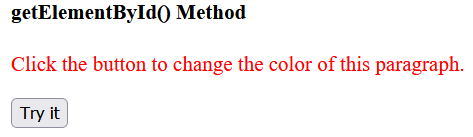 getElementById() Method
Click the button to change the color of this paragraph.
Try it